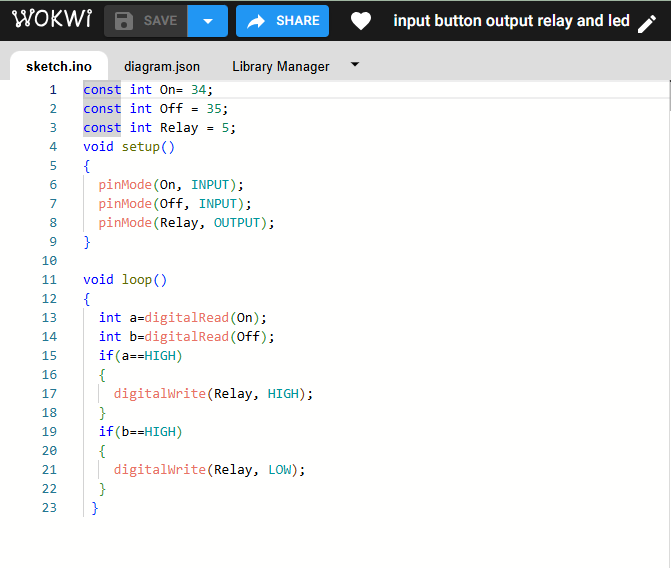 WOKWI SAVE SHARE input button output relay and led
sketch.ino diagram.json Library Manager
1 const int On= 34;
2 const int Off = 35;
3 const int Relay = 5;
4 void setup()
5 {
6 pinMode(On, INPUT);
7 pinMode(Off, INPUT);
8 pinMode(Relay, OUTPUT);
9 }
10
11 void loop()
12 {
13 int a=digitalRead(On);
14 int b=digitalRead(Off);
15 if(a==HIGH)
16 {
17 digitalWrite(Relay, HIGH);
18 }
19 if(b==HIGH)
20 {
21 digitalWrite(Relay, LOW);
22 }
23 }